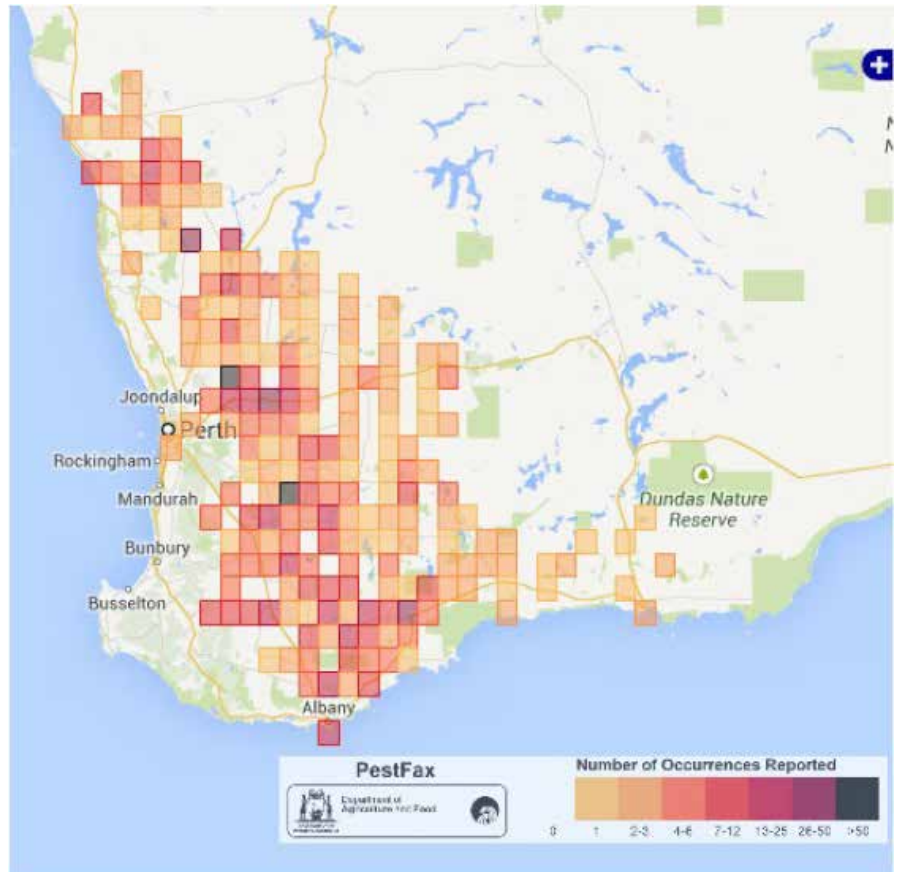 Joondalup
Perth
Rockingham
Mandurah
Bunbury
Busselton
Albany
Dundas Nature
Reserve
PestFax
Department of
Agriculture and Food
Number of Occurrences Reported
0 1 2-3 4-6 7-12 13-25 26-50 >50